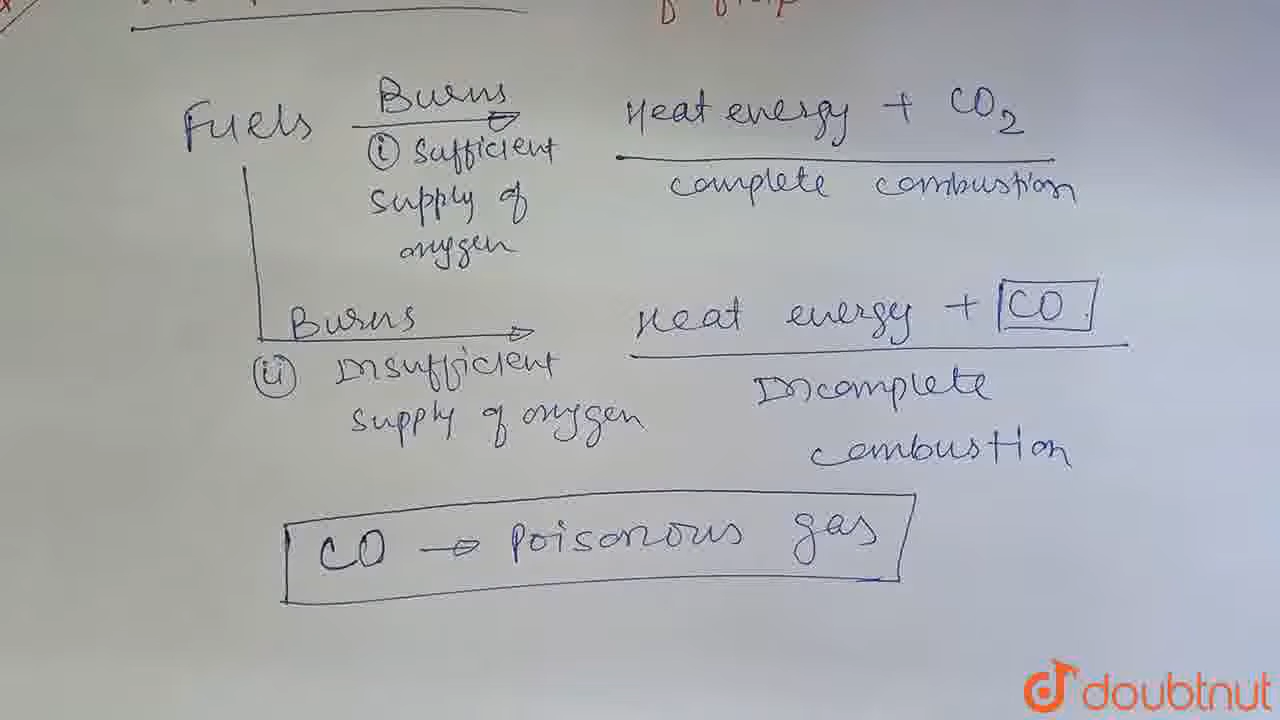 Fuels Burns Heat energy + CO2
(i) Sufficient supply of oxygen
complete combustion
Burns Heat energy + CO
(ii) Insufficient supply of oxygen
Incomplete combustion
CO → Poisonous gas
doubtnut